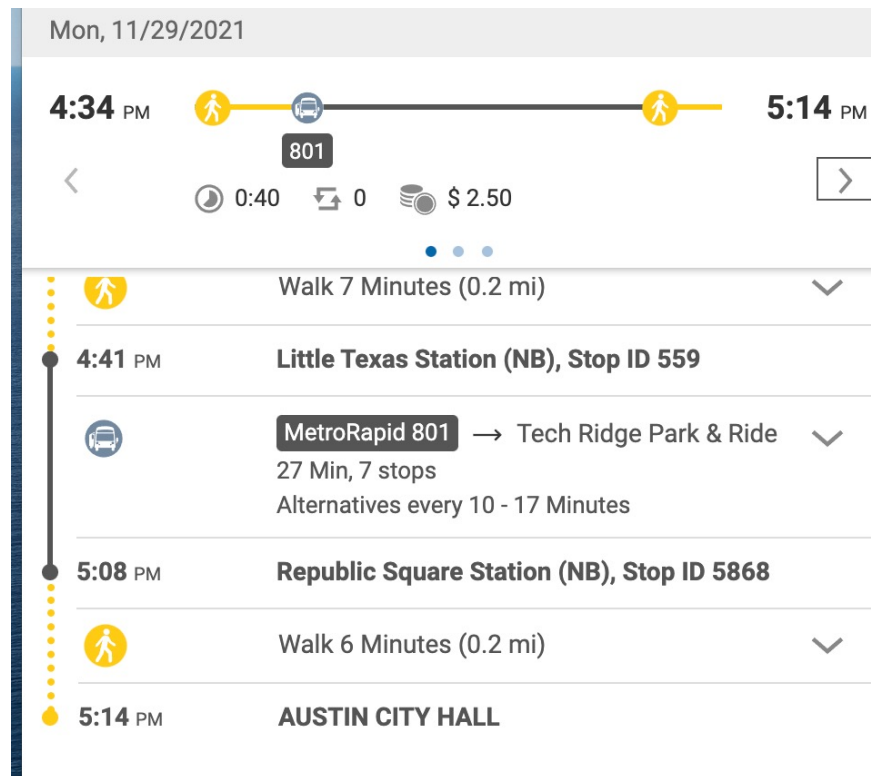 Mon, 11/29/2021
4:34 PM 5:14 PM
801
0:40 0 $ 2.50
Walk 7 Minutes (0.2 mi)
4:41 PM Little Texas Station (NB), Stop ID 559
MetroRapid 801 → Tech Ridge Park & Ride
27 Min, 7 stops
Alternatives every 10 - 17 Minutes
5:08 PM Republic Square Station (NB), Stop ID 5868
Walk 6 Minutes (0.2 mi)
5:14 PM AUSTIN CITY HALL